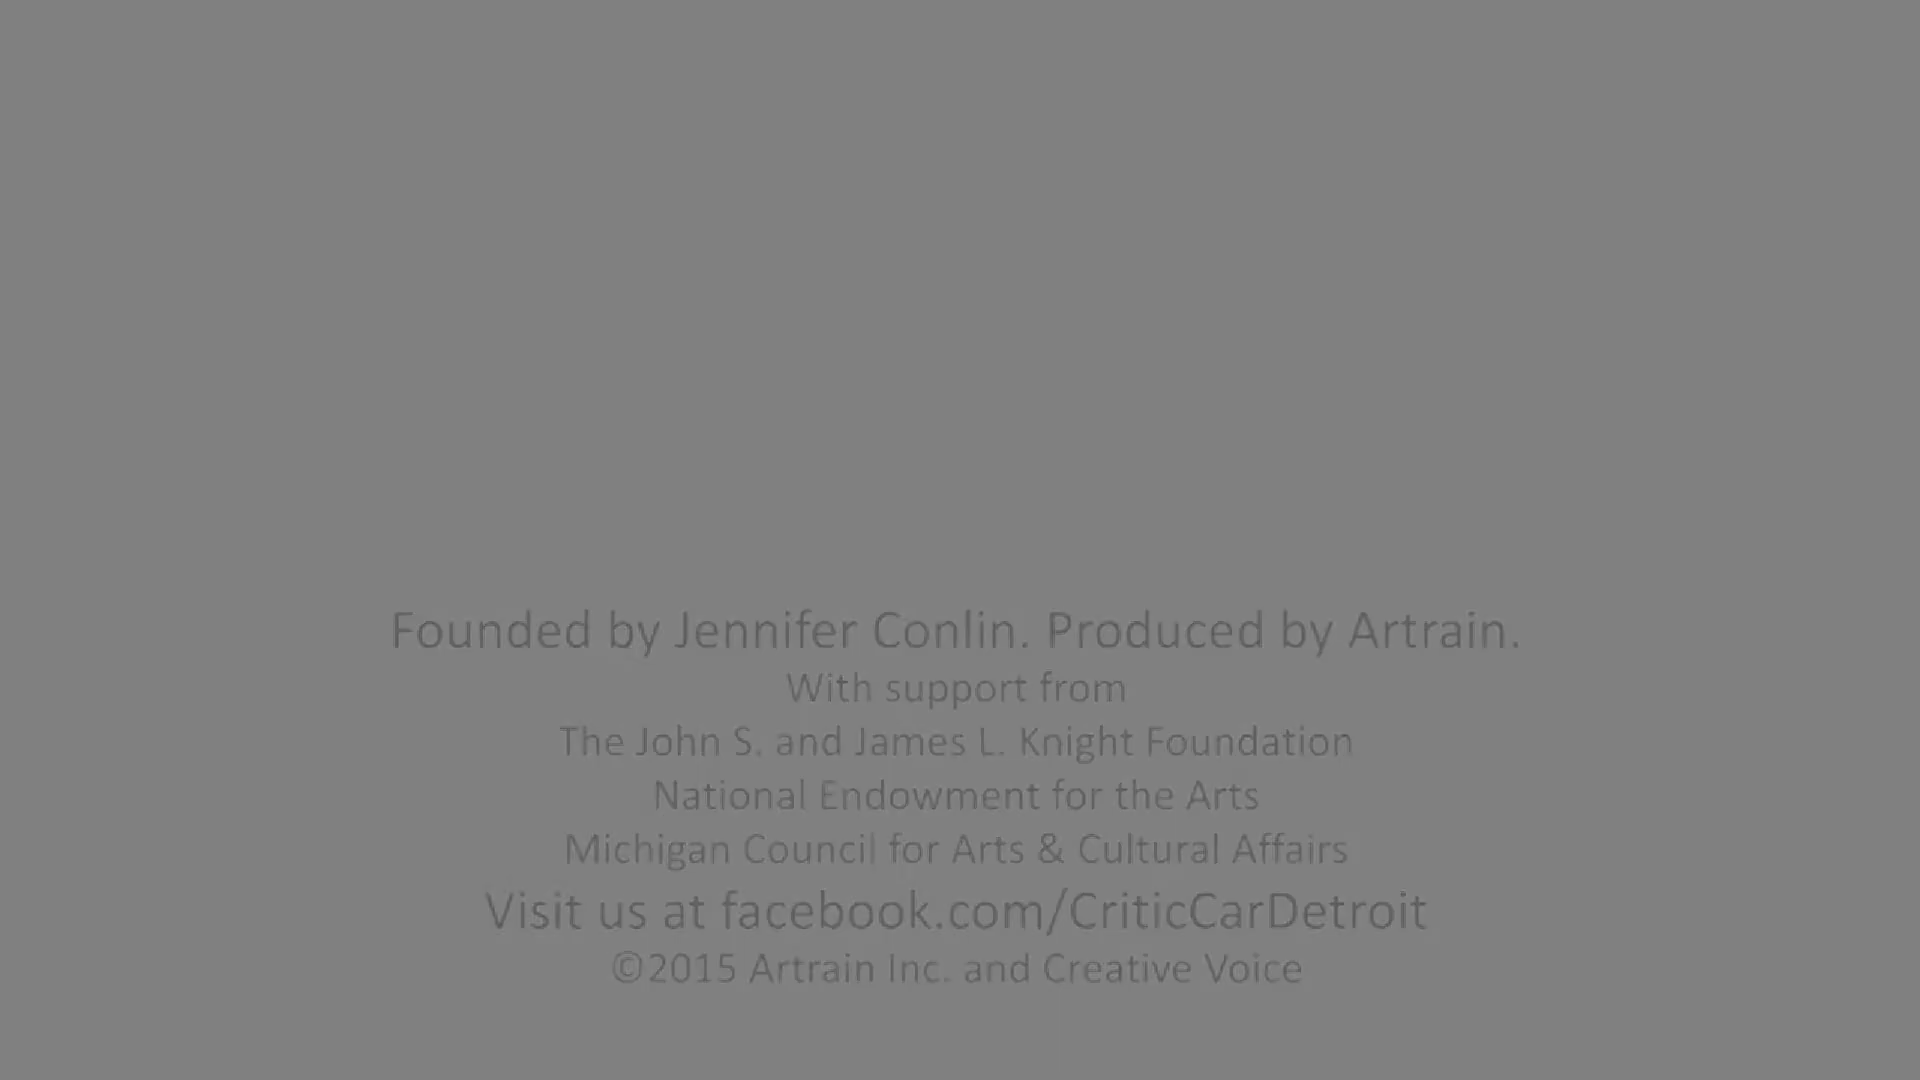 Founded by Jennifer Conlin. Produced by Artrain.
With support from
The John S. and James L. Knight Foundation
National Endowment for the Arts
Michigan Council for Arts & Cultural Affairs
Visit us at facebook.com/CriticCarDetroit
©2015 Artrain Inc. and Creative Voice